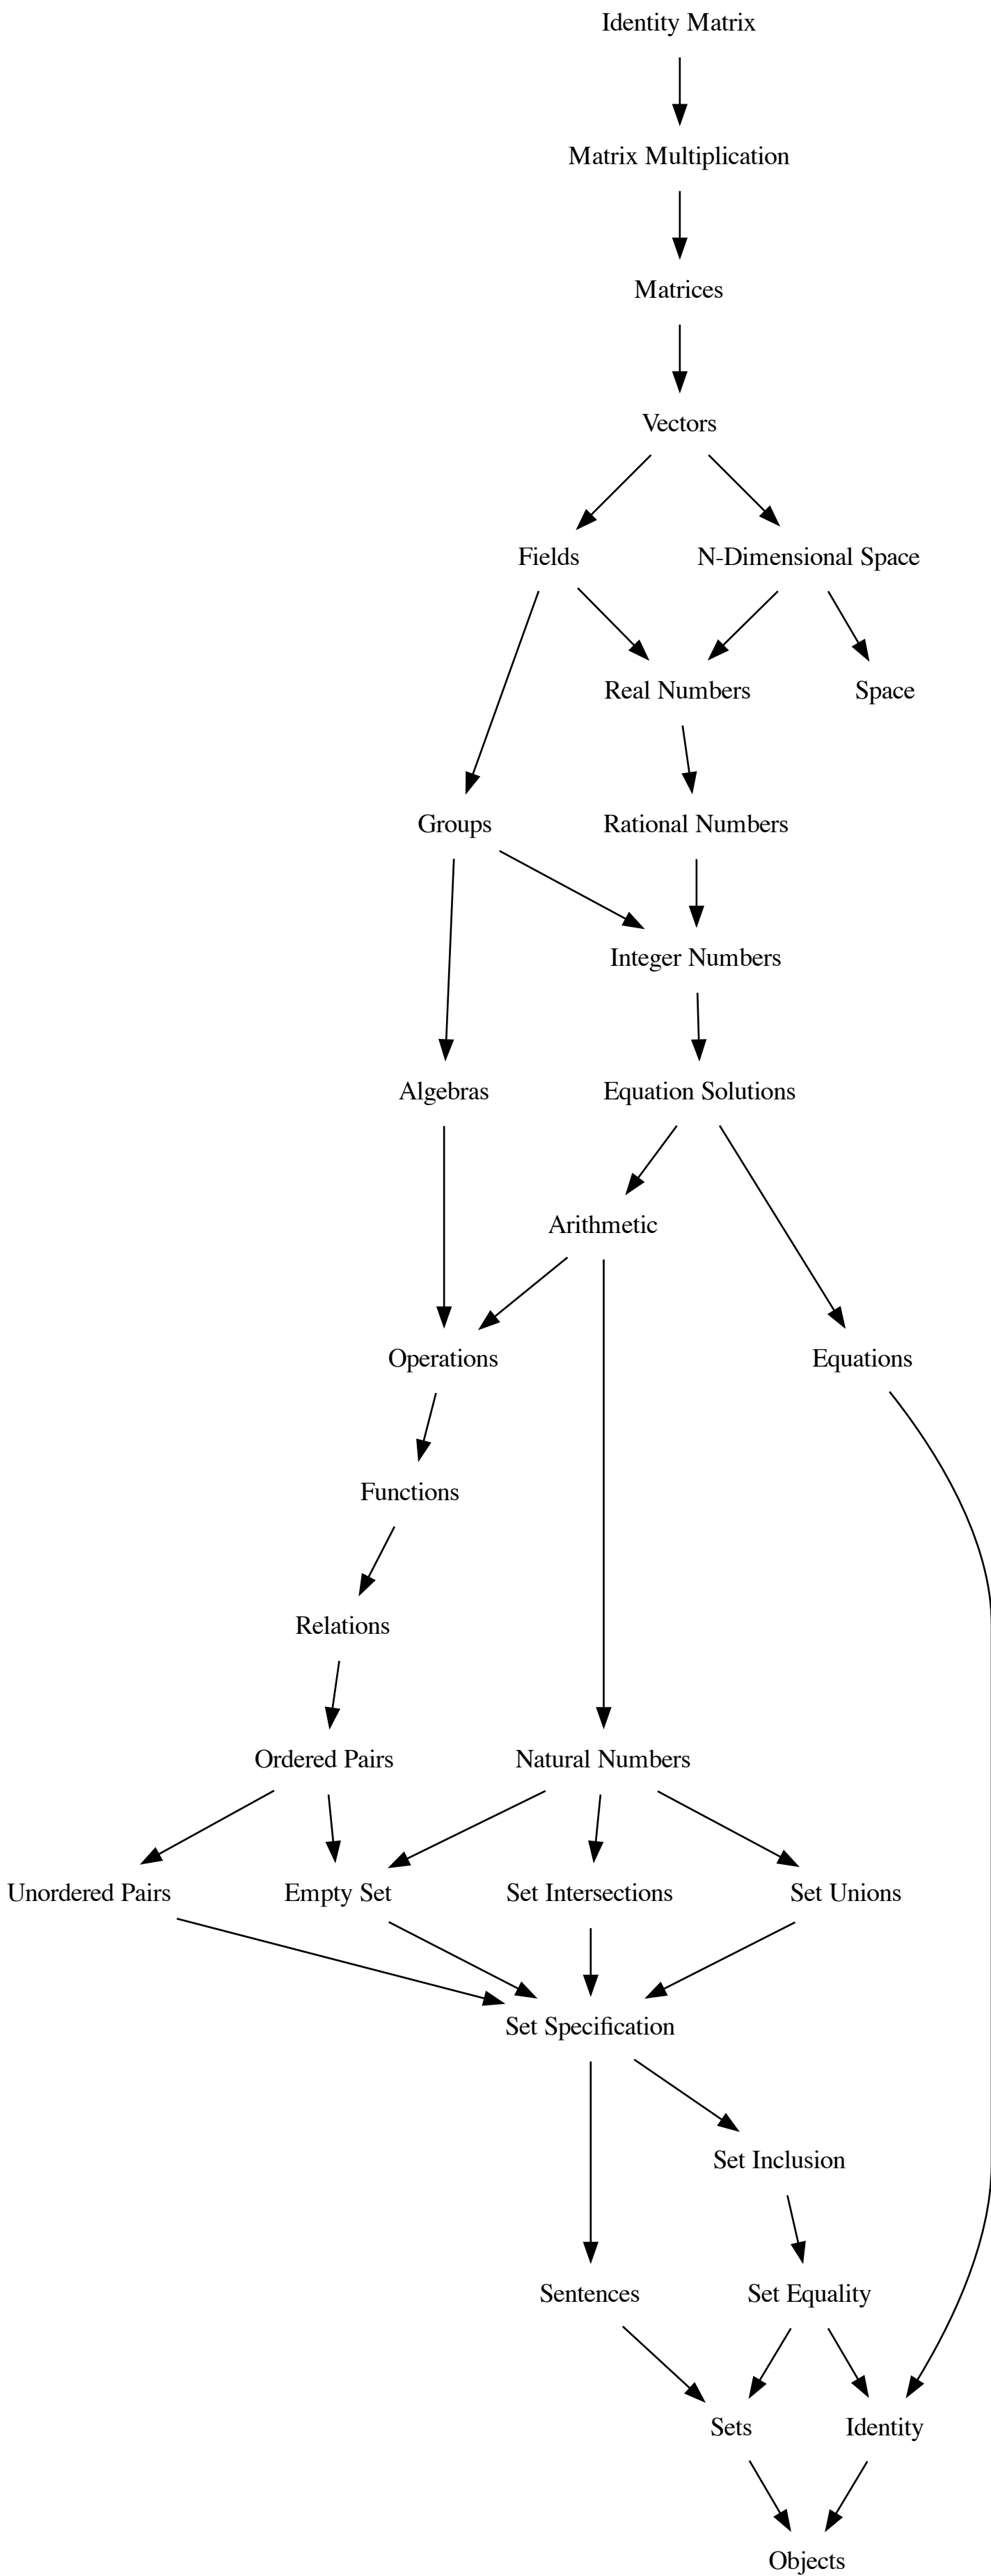 Identity Matrix
Matrix Multiplication
Matrices
Vectors
Fields
N-Dimensional Space
Real Numbers
Space
Groups
Rational Numbers
Integer Numbers
Algebras
Equation Solutions
Arithmetic
Operations
Equations
Functions
Relations
Ordered Pairs
Natural Numbers
Unordered Pairs
Empty Set
Set Intersections
Set Unions
Set Specification
Set Inclusion
Sentences
Set Equality
Sets
Identity
Objects